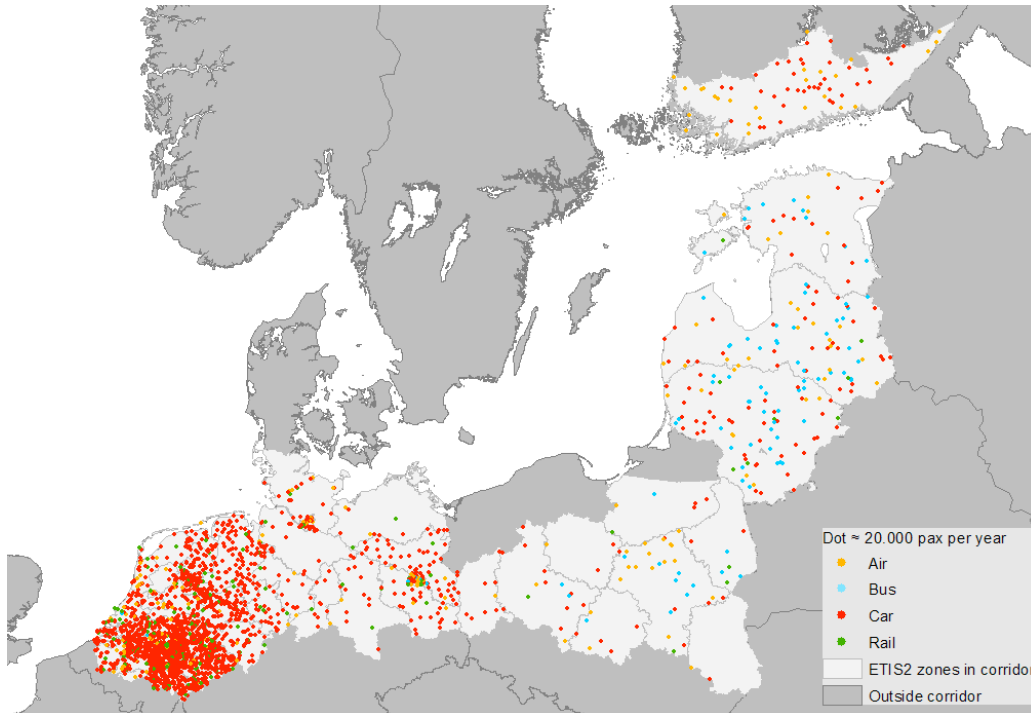 Dot ≈ 20.000 pax per year
Air
Bus
Car
Rail
ETIS2 zones in corridor
Outside corridor